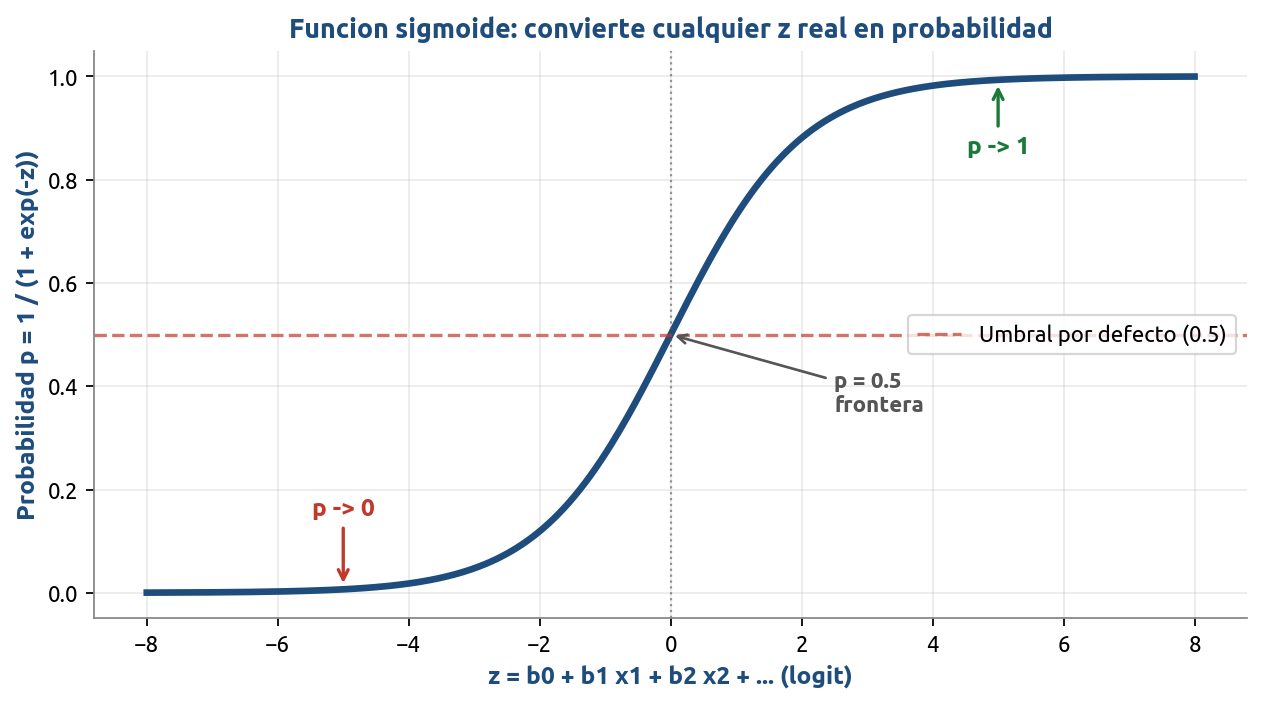 Funcion sigmoide: convierte cualquier z real en probabilidad
Probabilidad p = 1 / (1 + exp(-z))
1.0
0.8
0.6
0.4
0.2
0.0
p -> 1
Umbral por defecto (0.5)
p = 0.5
frontera
p -> 0
−8
−6
−4
−2
0
2
4
6
8
z = b0 + b1 x1 + b2 x2 + ... (logit)